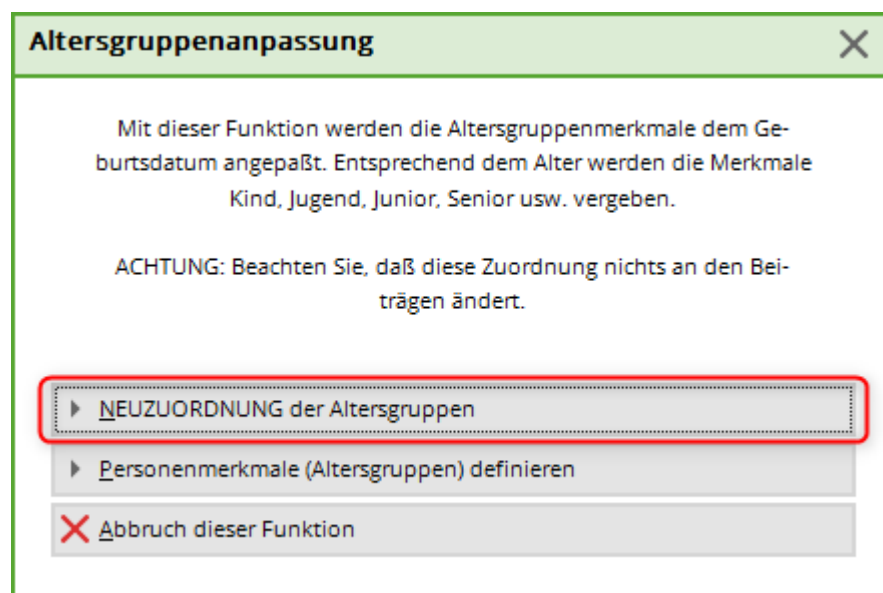 Altersgruppenanpassung
Mit dieser Funktion werden die Altersgruppenmerkmale dem Ge-
burtsdatum angepaßt. Entsprechend dem Alter werden die Merkmale
Kind, Jugend, Junior, Senior usw. vergeben.
ACHTUNG: Beachten Sie, daß diese Zuordnung nichts an den Bei-
trägen ändert.
NEUZUORDNUNG der Altersgruppen
Personenmerkmale (Altersgruppen) definieren
Abbruch dieser Funktion